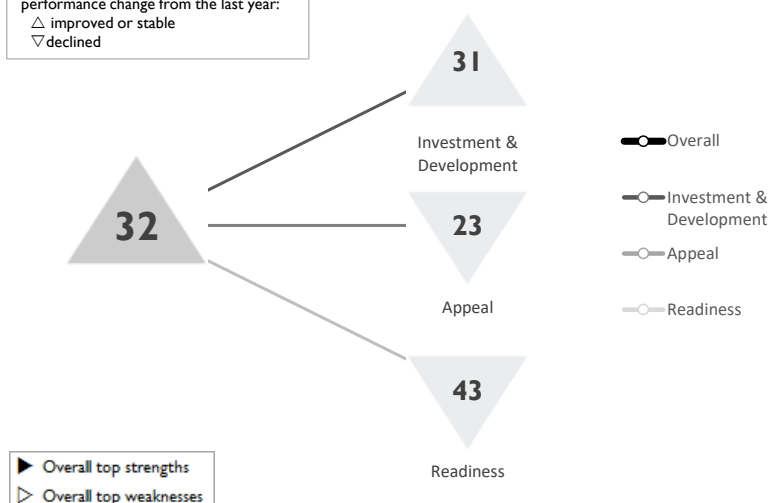 performance change from the last year:
△ improved or stable
▽ declined
31
Investment &
Development
32
23
Appeal
43
Readiness
Overall
Investment &
Development
Appeal
Readiness
▶ Overall top strengths
▷ Overall top weaknesses